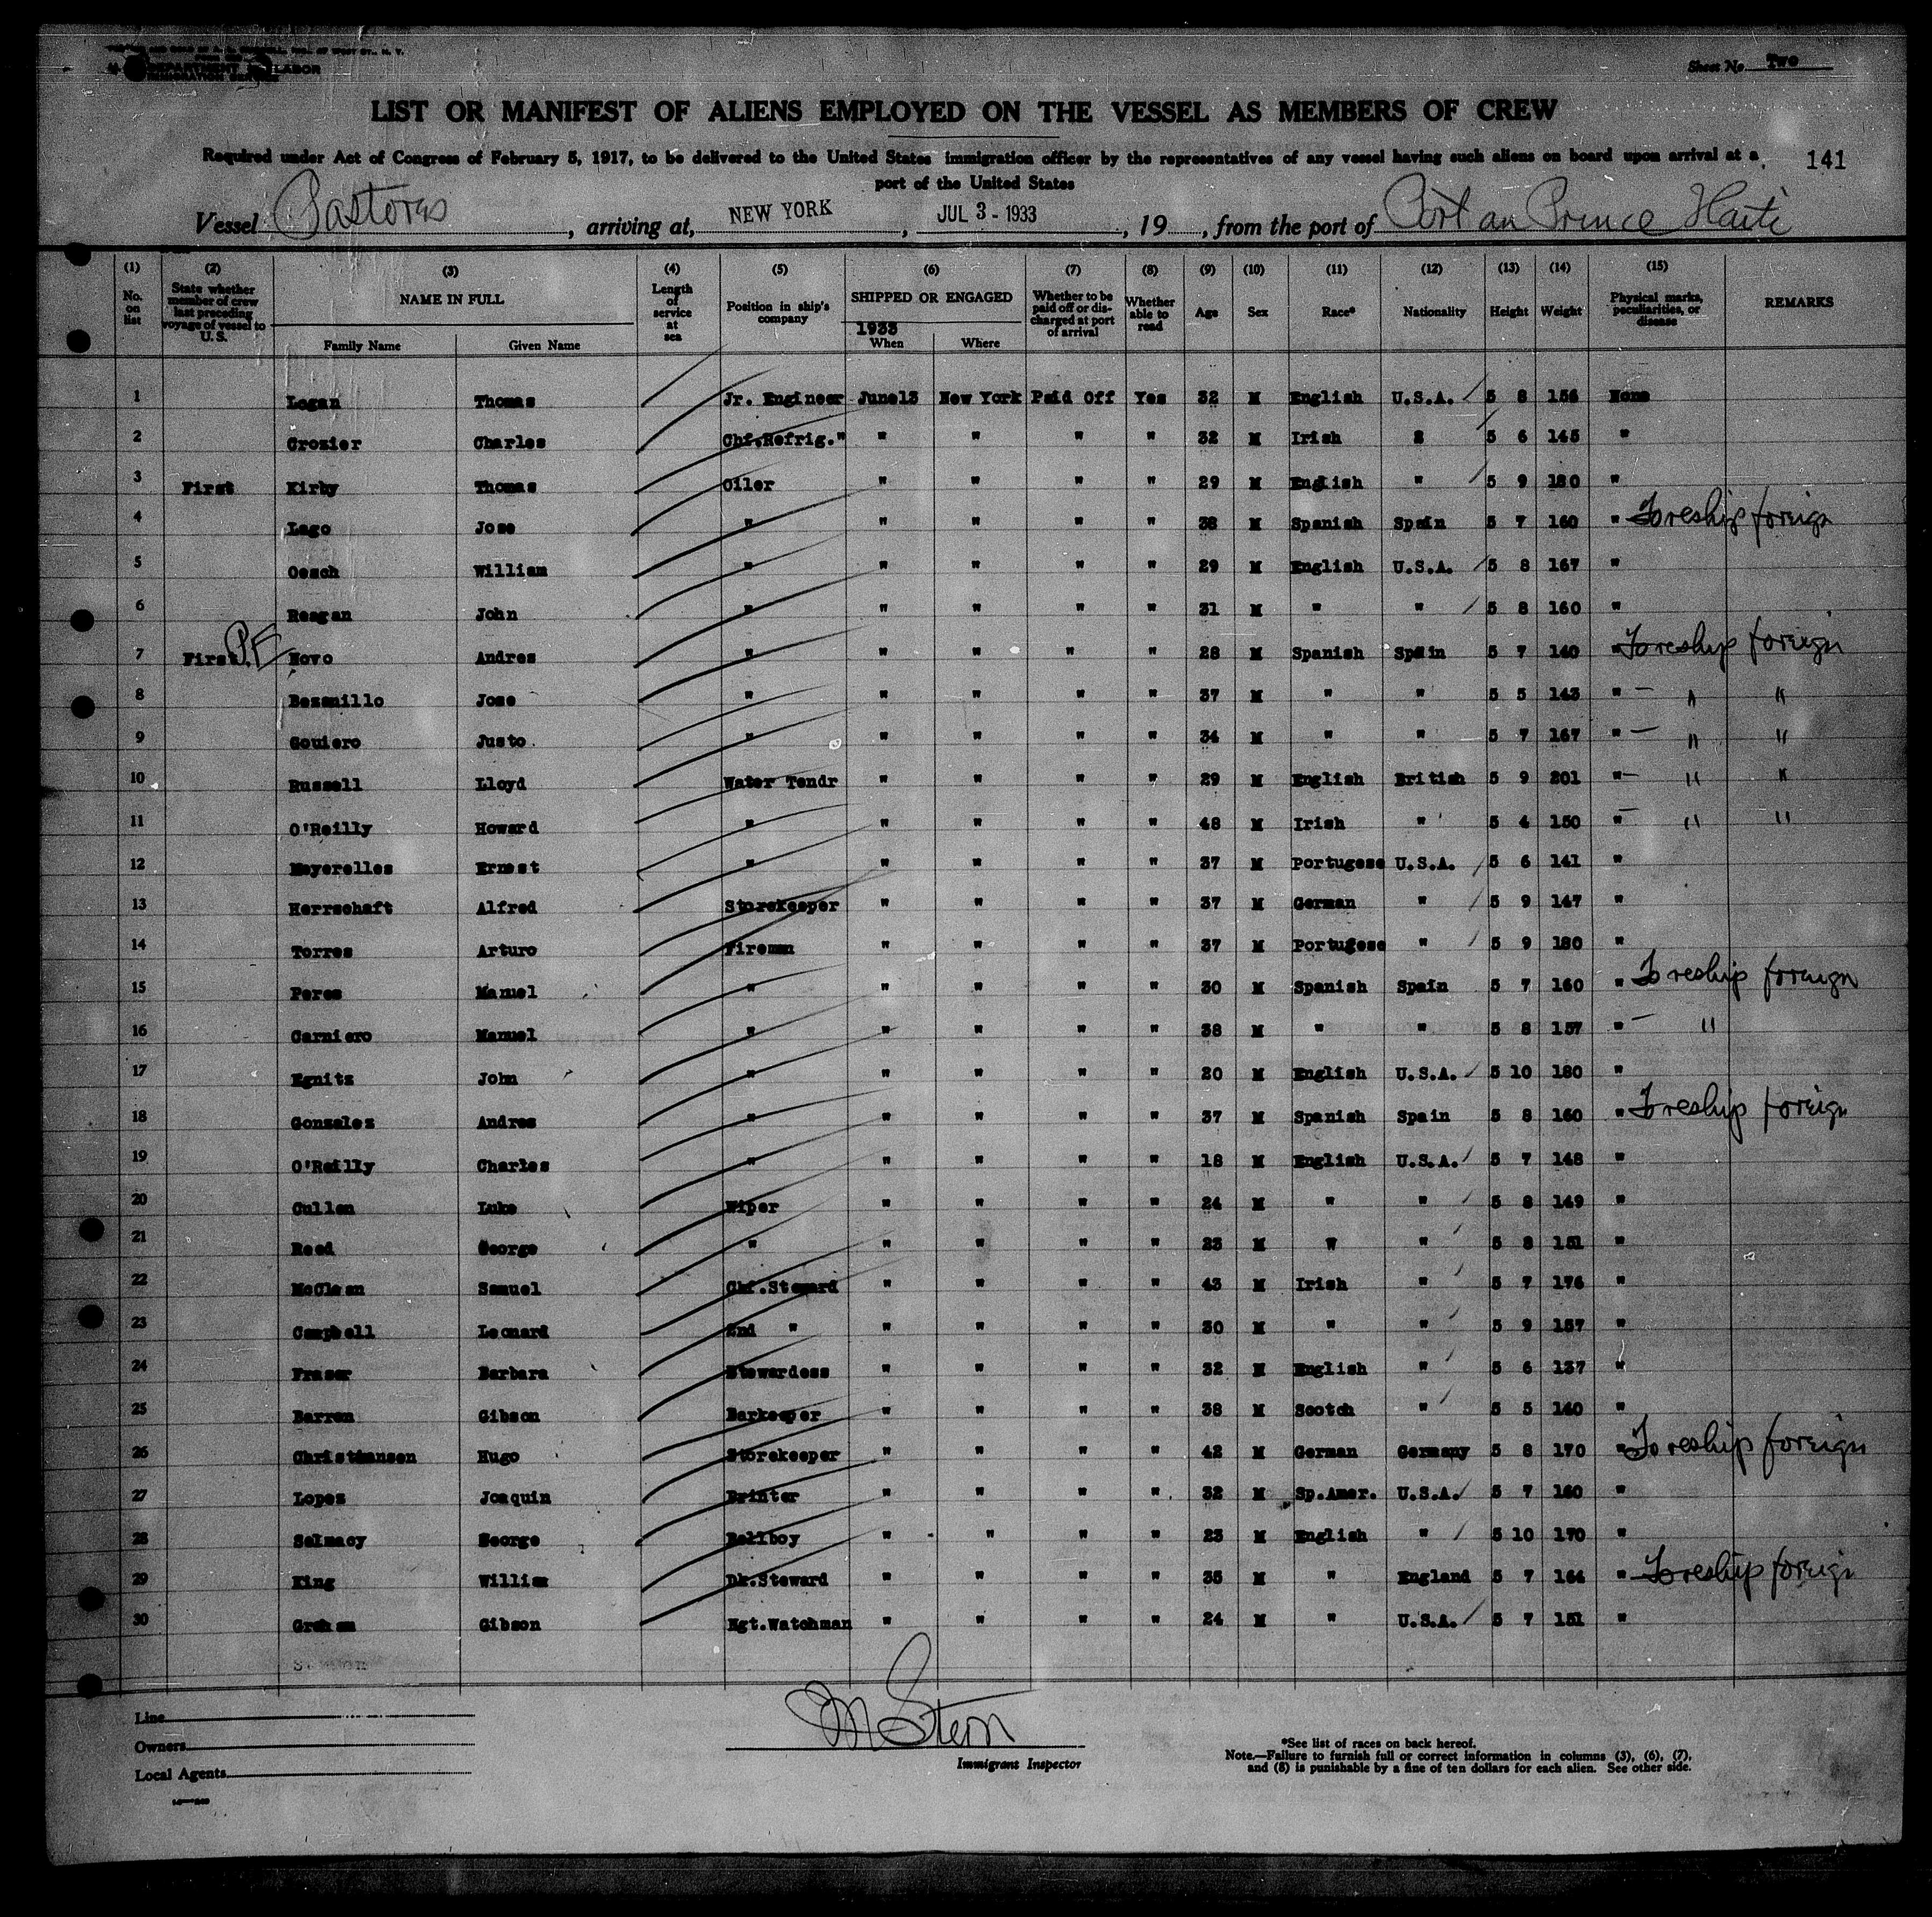 DEPARTMENT OF LABOR
Sheet No. Two
LIST OR MANIFEST OF ALIENS EMPLOYED ON THE VESSEL AS MEMBERS OF CREW
Required under Act of Congress of February 5, 1917, to be delivered to the United States immigration officer by the representatives of any vessel having such aliens on board upon arrival at a
port of the United States
141
Vessel Pastores, arriving at, NEW YORK, JUL 3 - 1933, 19, from the port of Port au Prince Haiti
(1) (2) (3) (4) (5) (6) (7) (8) (9) (10) (11) (12) (13) (14) (15)
No. on list State whether member of crew last preceding voyage of vessel to U. S. NAME IN FULL Family Name Given Name Length of service at sea Position in ship's company SHIPPED OR ENGAGED 1933 When Where Whether to be paid off or discharged at port of arrival Whether able to read Age Sex Race* Nationality Height Weight Physical marks, peculiarities, or disease REMARKS
1 Logan Thomas Jr. Engineer June13 New York Paid Off Yes 32 M English U.S.A. 5 8 156 None
2 Crozier Charles Chf.Refrig." " " " " 32 M Irish 5 6 145 "
3 First Kirby Thomas Oiler " " " " 29 M English " 5 9 180 "
4 Lago Jose " " " " " 38 M Spanish Spain 5 7 160 " To reship foreign
5 Oesch William " " " " " 29 M English U.S.A. 5 8 167 "
6 Reagan John " " " " " 31 M " " 5 8 160 "
7 First PE Novo Andres " " " " " 28 M Spanish Spain 5 7 140 " To reship foreign
8 Bezanillo Jose " " " " " 37 M " " 5 5 143 " — " "
9 Gouiero Justo " " " " " 34 M " " 5 7 167 " — " "
10 Russell Lloyd Water Tendr " " " " 29 M English British 5 9 201 " — " "
11 O'Reilly Howard " " " " " 48 M Irish " 5 4 150 " — " "
12 Meyerelles Ernest " " " " " 37 M Portugese U.S.A. 5 6 141 "
13 Herrschaft Alfred Storekeeper " " " " 37 M German " 5 9 147 "
14 Torres Arturo Fireman " " " " 37 M Portugese " 5 9 180 "
15 Peres Manuel " " " " " 30 M Spanish Spain 5 7 160 " To reship foreign
16 Carniero Manuel " " " " " 38 M " " 5 8 157 " — "
17 Egnitz John " " " " " 20 M English U.S.A. 5 10 180 "
18 Gonzalez Andres " " " " " 37 M Spanish Spain 5 8 160 " To reship foreign
19 O'Reilly Charles " " " " " 18 M English U.S.A. 5 7 148 "
20 Cullen Luke Wiper " " " " 24 M " " 5 8 149 "
21 Reed George " " " " " 23 M " " 5 8 151 "
22 McClean Samuel Chf.Steward " " " " 43 M Irish " 5 7 176 "
23 Campbell Leonard 2nd " " " " " 30 M " " 5 9 157 "
24 Fraser Barbara Stewardess " " " " 32 M English " 5 6 137 "
25 Barren Gibson Barkeeper " " " " 38 M Scotch " 5 5 140 "
26 Christiansen Hugo Storekeeper " " " " 42 M German Germany 5 8 170 " To reship foreign
27 Lopez Joaquin Printer " " " " 32 M Sp.Amer. U.S.A. 5 7 160 "
28 Selmacy George Bellboy " " " " 23 M English " 5 10 170 "
29 King William Dk.Steward " " " " 35 M " England 5 7 164 " To reship foreign
30 Graham Gibson Ngt.Watchman " " " " 24 M " U.S.A. 5 7 151 "
Line
Owners
Local Agents
M Stern
Immigrant Inspector
*See list of races on back hereof.
Note.—Failure to furnish full or correct information in columns (3), (6), (7),
and (8) is punishable by a fine of ten dollars for each alien. See other side.